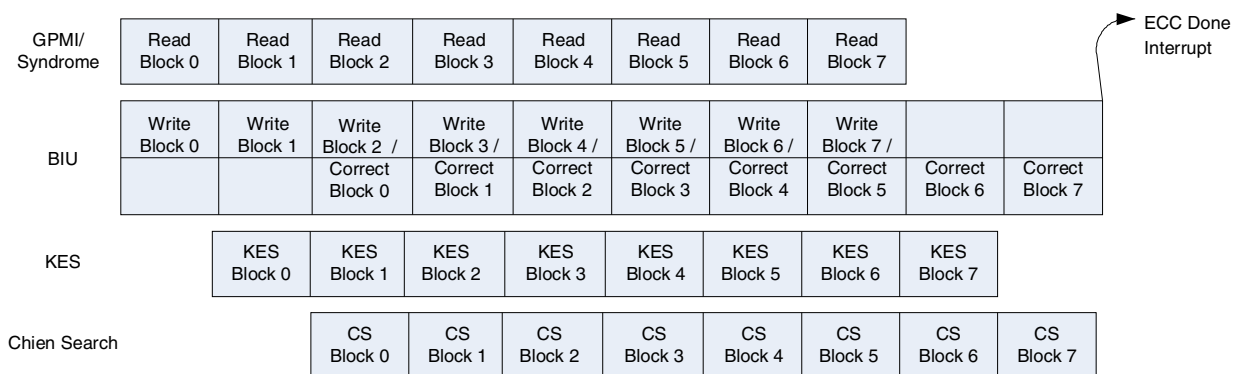 GPMI/
Syndrome
Read
Block 0
Read
Block 1
Read
Block 2
Read
Block 3
Read
Block 4
Read
Block 5
Read
Block 6
Read
Block 7
ECC Done
Interrupt
BIU
Write
Block 0
Write
Block 1
Write
Block 2 /
Write
Block 3 /
Write
Block 4 /
Write
Block 5 /
Write
Block 6 /
Write
Block 7 /
Correct
Block 0
Correct
Block 1
Correct
Block 2
Correct
Block 3
Correct
Block 4
Correct
Block 5
Correct
Block 6
Correct
Block 7
KES
KES
Block 0
KES
Block 1
KES
Block 2
KES
Block 3
KES
Block 4
KES
Block 5
KES
Block 6
KES
Block 7
Chien Search
CS
Block 0
CS
Block 1
CS
Block 2
CS
Block 3
CS
Block 4
CS
Block 5
CS
Block 6
CS
Block 7